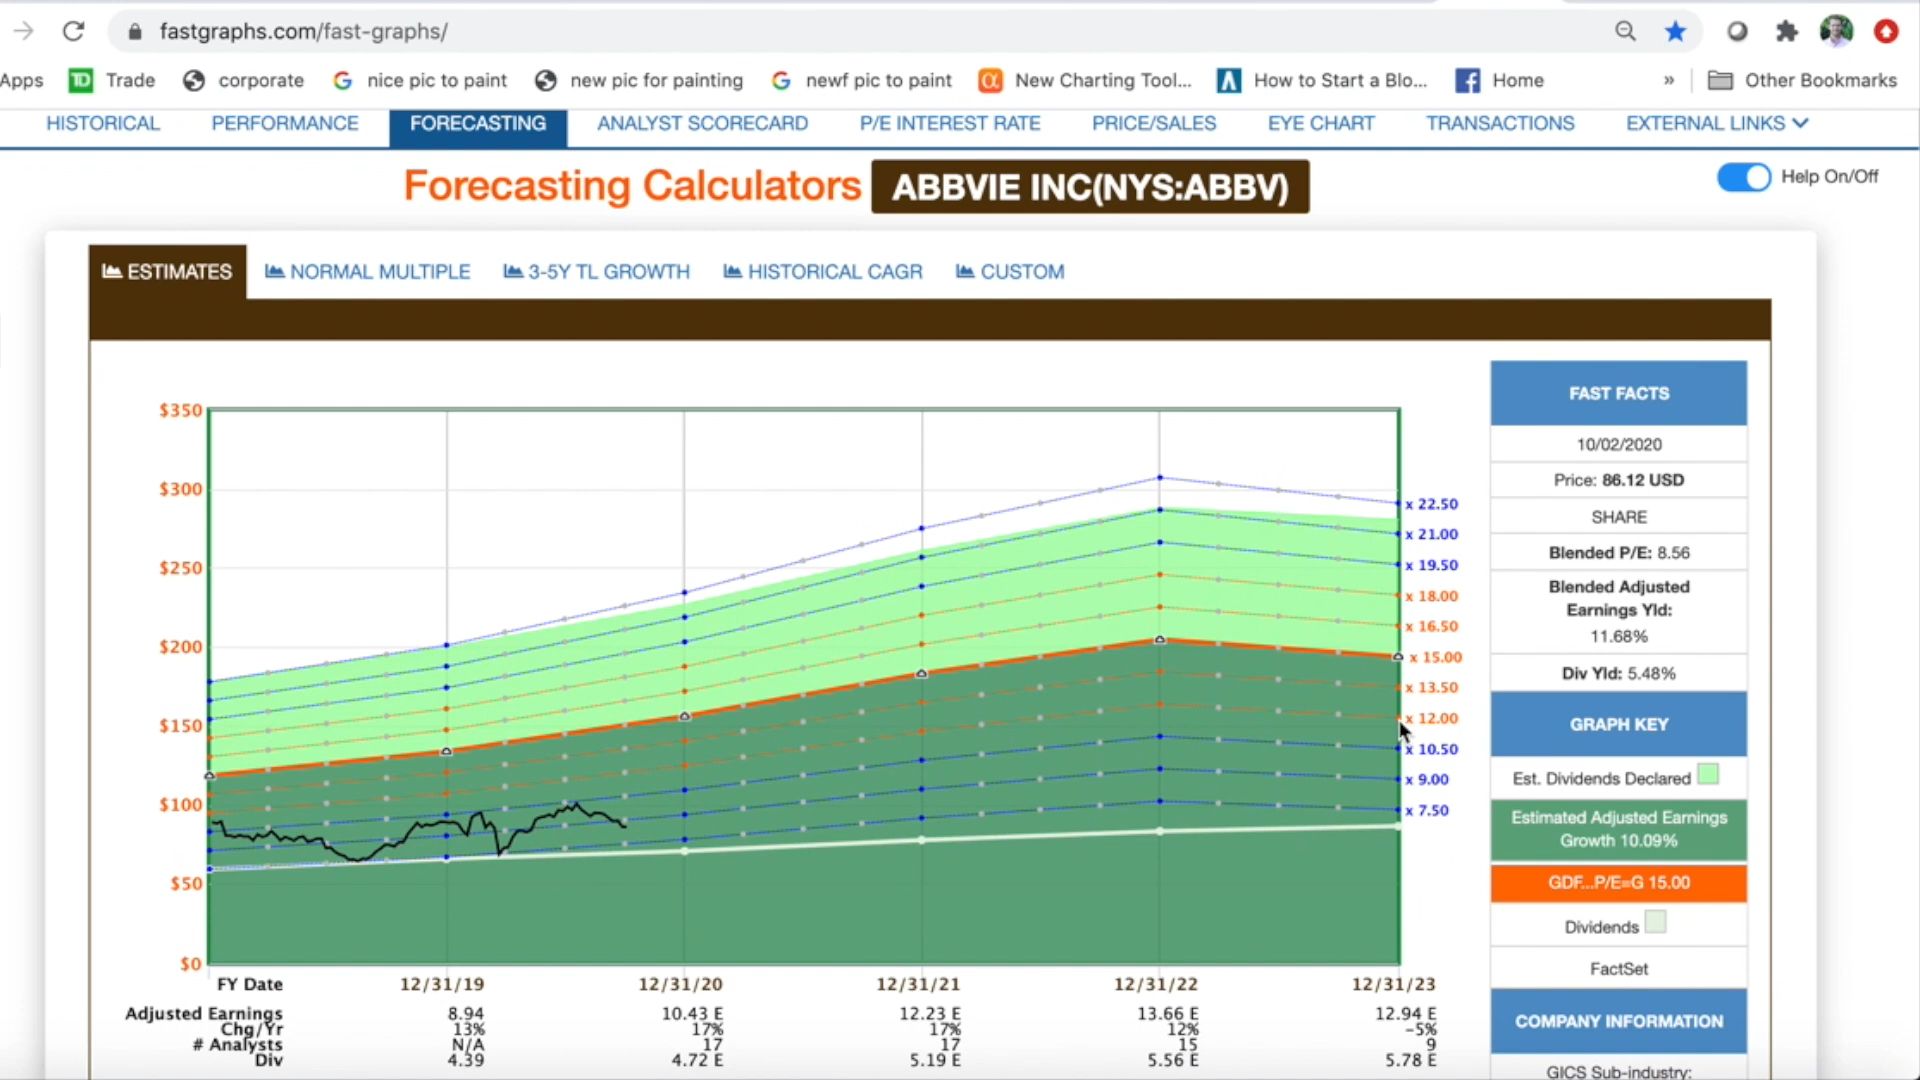 fastgraphs.com/fast-graphs/
Apps Trade corporate nice pic to paint new pic for painting newf pic to paint New Charting Tool... How to Start a Blo... Home » Other Bookmarks
HISTORICAL PERFORMANCE FORECASTING ANALYST SCORECARD P/E INTEREST RATE PRICE/SALES EYE CHART TRANSACTIONS EXTERNAL LINKS
Forecasting Calculators ABBVIE INC(NYS:ABBV)
Help On/Off
ESTIMATES NORMAL MULTIPLE 3-5Y TL GROWTH HISTORICAL CAGR CUSTOM
$350
$300
$250
$200
$150
$100
$50
$0
x 22.50
x 21.00
x 19.50
x 18.00
x 16.50
x 15.00
x 13.50
x 12.00
x 10.50
x 9.00
x 7.50
FY Date 12/31/19 12/31/20 12/31/21 12/31/22 12/31/23
Adjusted Earnings 8.94 10.43 E 12.23 E 13.66 E 12.94 E
Chg/Yr 13% 17% 17% 12% -5%
# Analysts N/A 17 17 15 9
Div 4.39 4.72 E 5.19 E 5.56 E 5.78 E
FAST FACTS
10/02/2020
Price: 86.12 USD
SHARE
Blended P/E: 8.56
Blended Adjusted
Earnings Yld:
11.68%
Div Yld: 5.48%
GRAPH KEY
Est. Dividends Declared
Estimated Adjusted Earnings
Growth 10.09%
GDF...P/E=G 15.00
Dividends
FactSet
COMPANY INFORMATION
GICS Sub-industry: